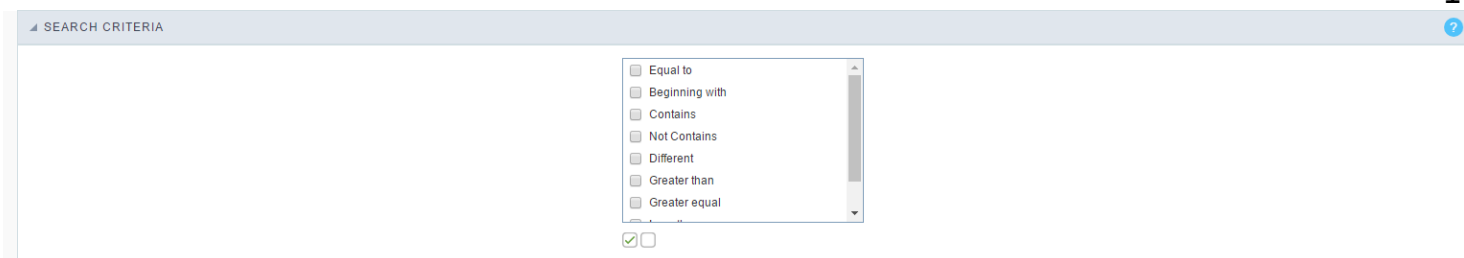 SEARCH CRITERIA
?
Equal to
Beginning with
Contains
Not Contains
Different
Greater than
Greater equal